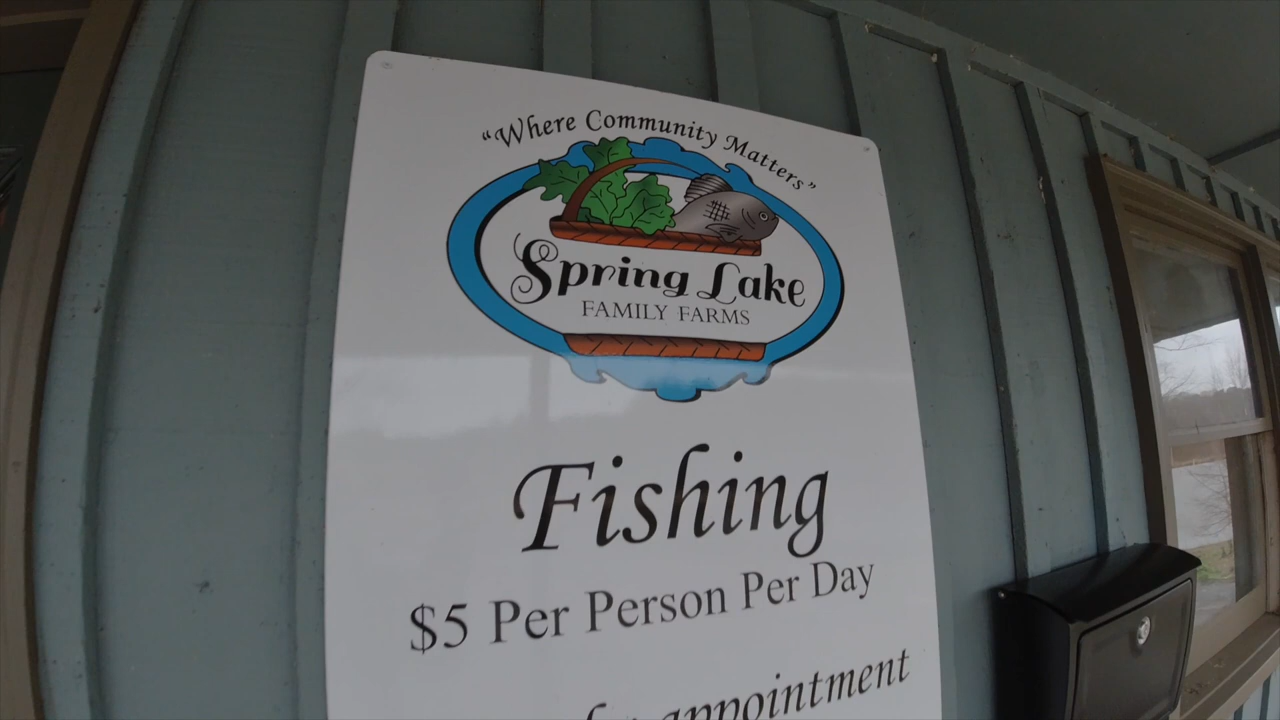 "Where Community Matters"
Spring Lake
FAMILY FARMS
Fishing
$5 Per Person Per Day
appointment